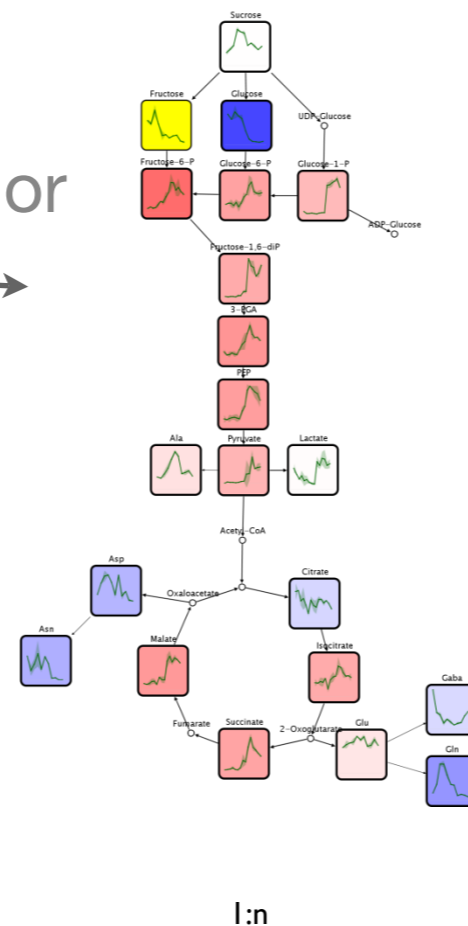 Sucrose
Fructose
Glucose
UDP-Glucose
or
Fructose-6-P
Glucose-6-P
Glucose-1-P
ADP-Glucose
Fructose-1,6-diP
3-PGA
PEP
Ala
Pyruvate
Lactate
Acetyl-CoA
Asp
Citrate
Oxaloacetate
Asn
Malate
Isocitrate
Gaba
Fumarate
Succinate
2-Oxoglutarate
Glu
Gln
1:n